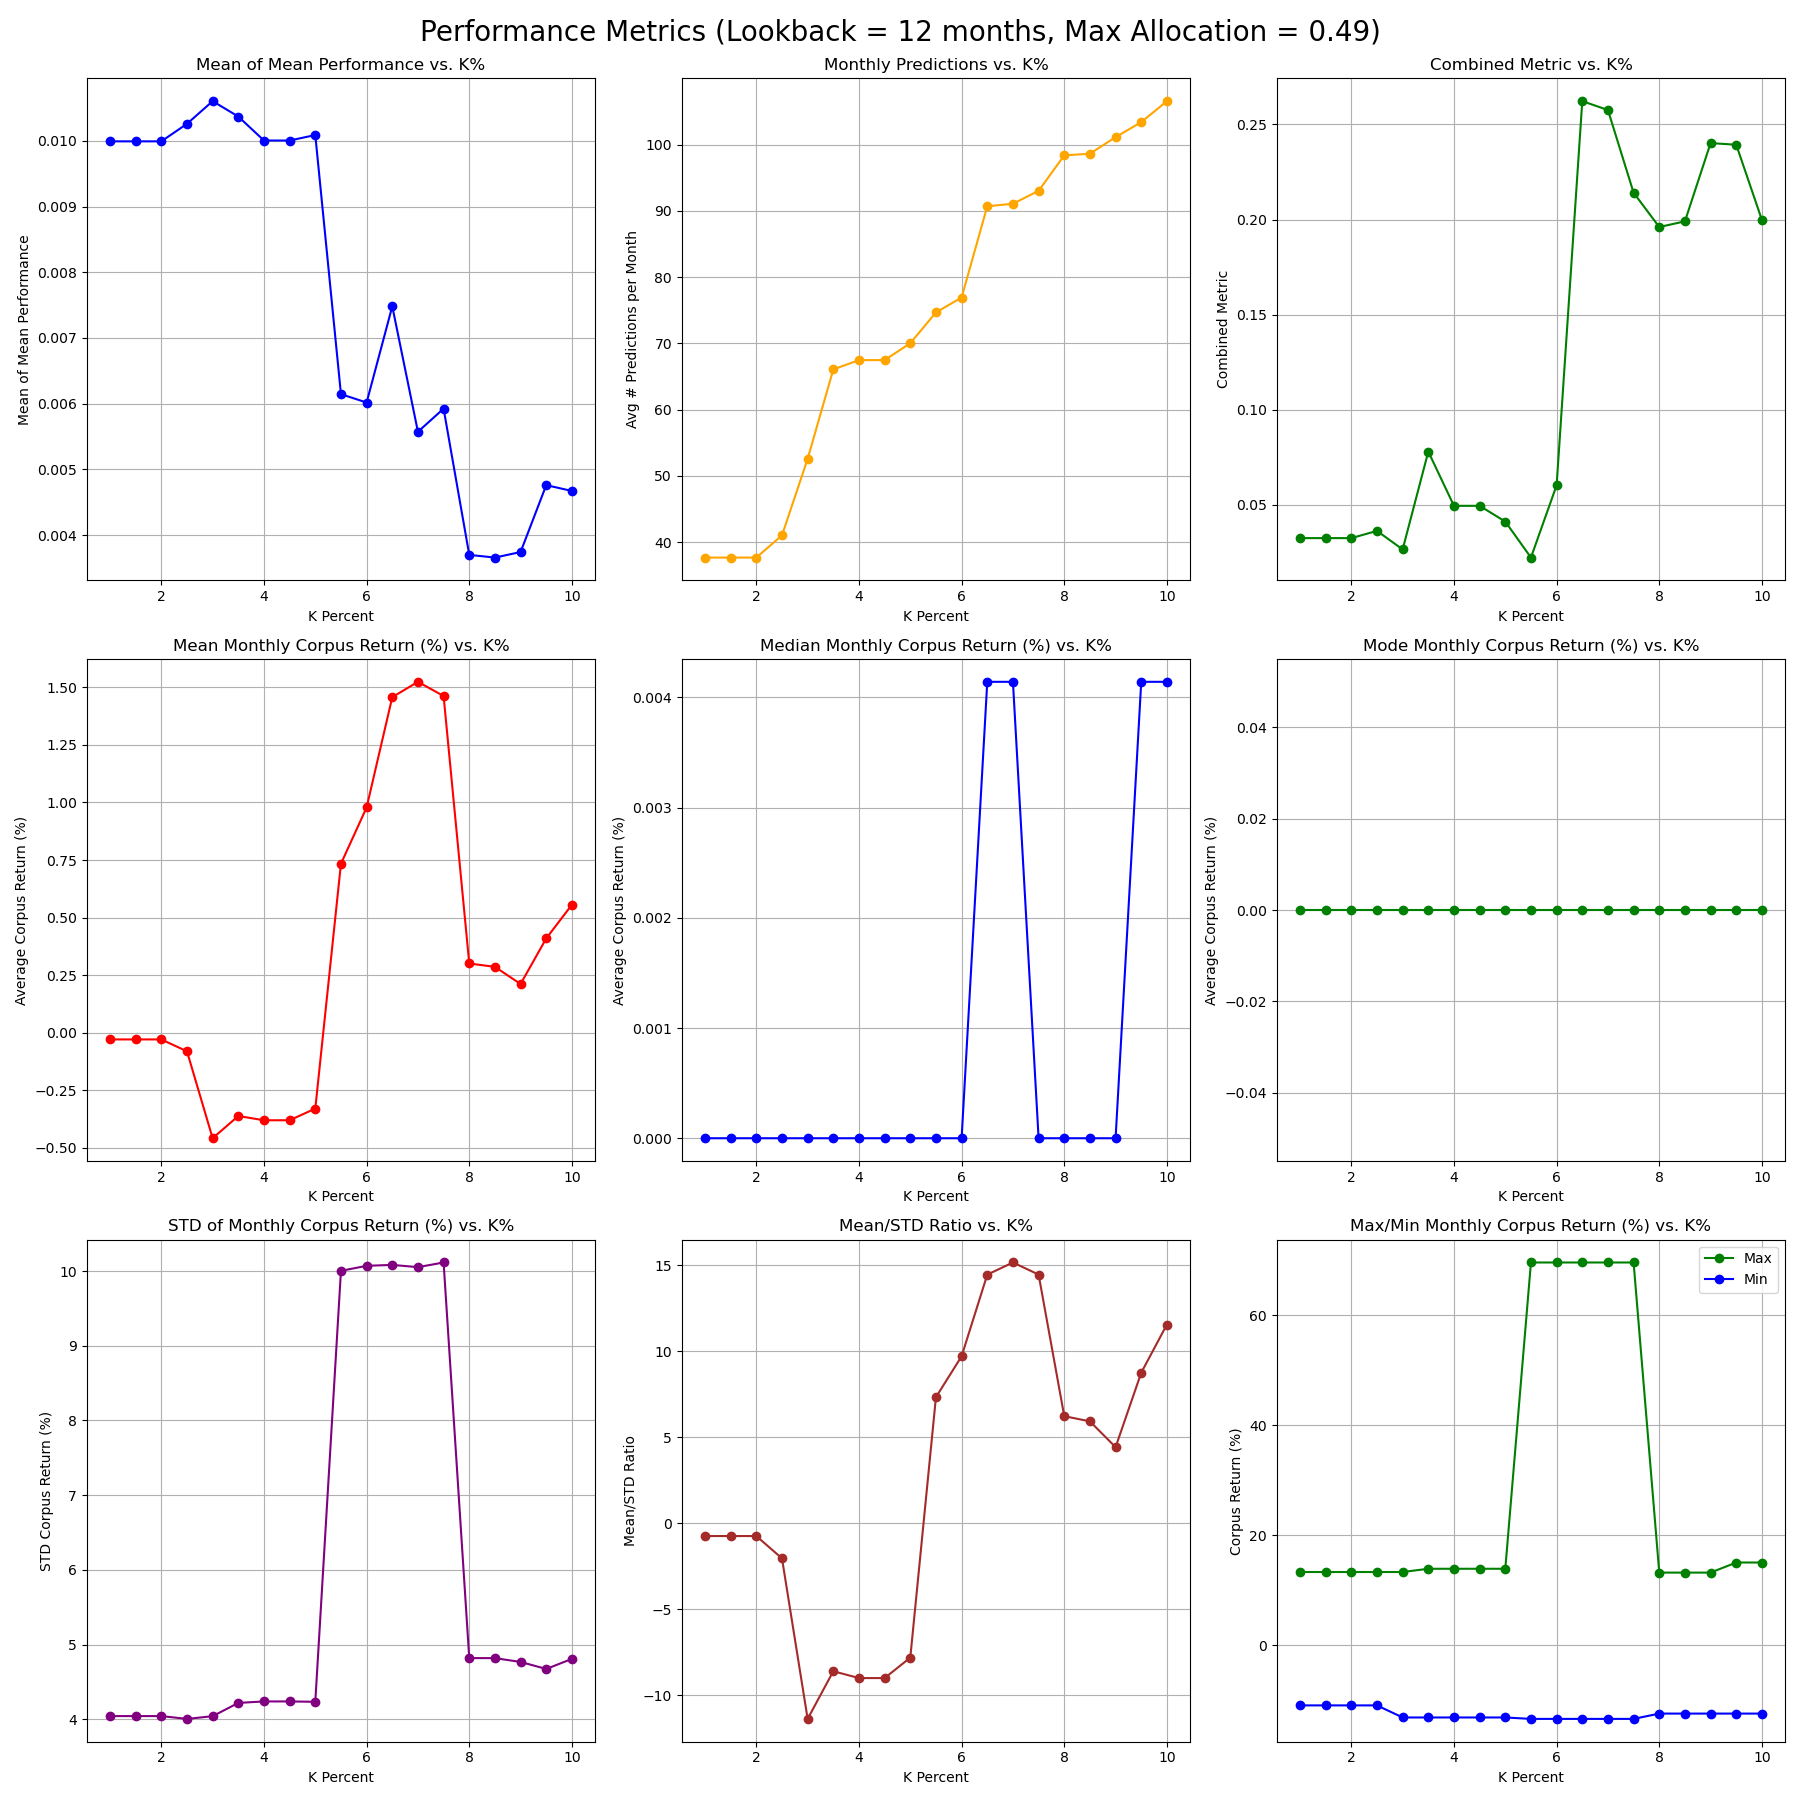 Performance Metrics (Lookback = 12 months, Max Allocation = 0.49)
Mean of Mean Performance vs. K%
Mean of Mean Performance
0.010
0.009
0.008
0.007
0.006
0.005
0.004
2 4 6 8 10
K Percent
Monthly Predictions vs. K%
Avg # Predictions per Month
100
90
80
70
60
50
40
2 4 6 8 10
K Percent
Combined Metric vs. K%
Combined Metric
0.25
0.20
0.15
0.10
0.05
2 4 6 8 10
K Percent
Mean Monthly Corpus Return (%) vs. K%
Average Corpus Return (%)
1.50
1.25
1.00
0.75
0.50
0.25
0.00
−0.25
−0.50
2 4 6 8 10
K Percent
Median Monthly Corpus Return (%) vs. K%
Average Corpus Return (%)
0.004
0.003
0.002
0.001
0.000
2 4 6 8 10
K Percent
Mode Monthly Corpus Return (%) vs. K%
Average Corpus Return (%)
0.04
0.02
0.00
−0.02
−0.04
2 4 6 8 10
K Percent
STD of Monthly Corpus Return (%) vs. K%
STD Corpus Return (%)
10
9
8
7
6
5
4
2 4 6 8 10
K Percent
Mean/STD Ratio vs. K%
Mean/STD Ratio
15
10
5
0
−5
−10
2 4 6 8 10
K Percent
Max/Min Monthly Corpus Return (%) vs. K%
Corpus Return (%)
Max
Min
60
40
20
0
2 4 6 8 10
K Percent